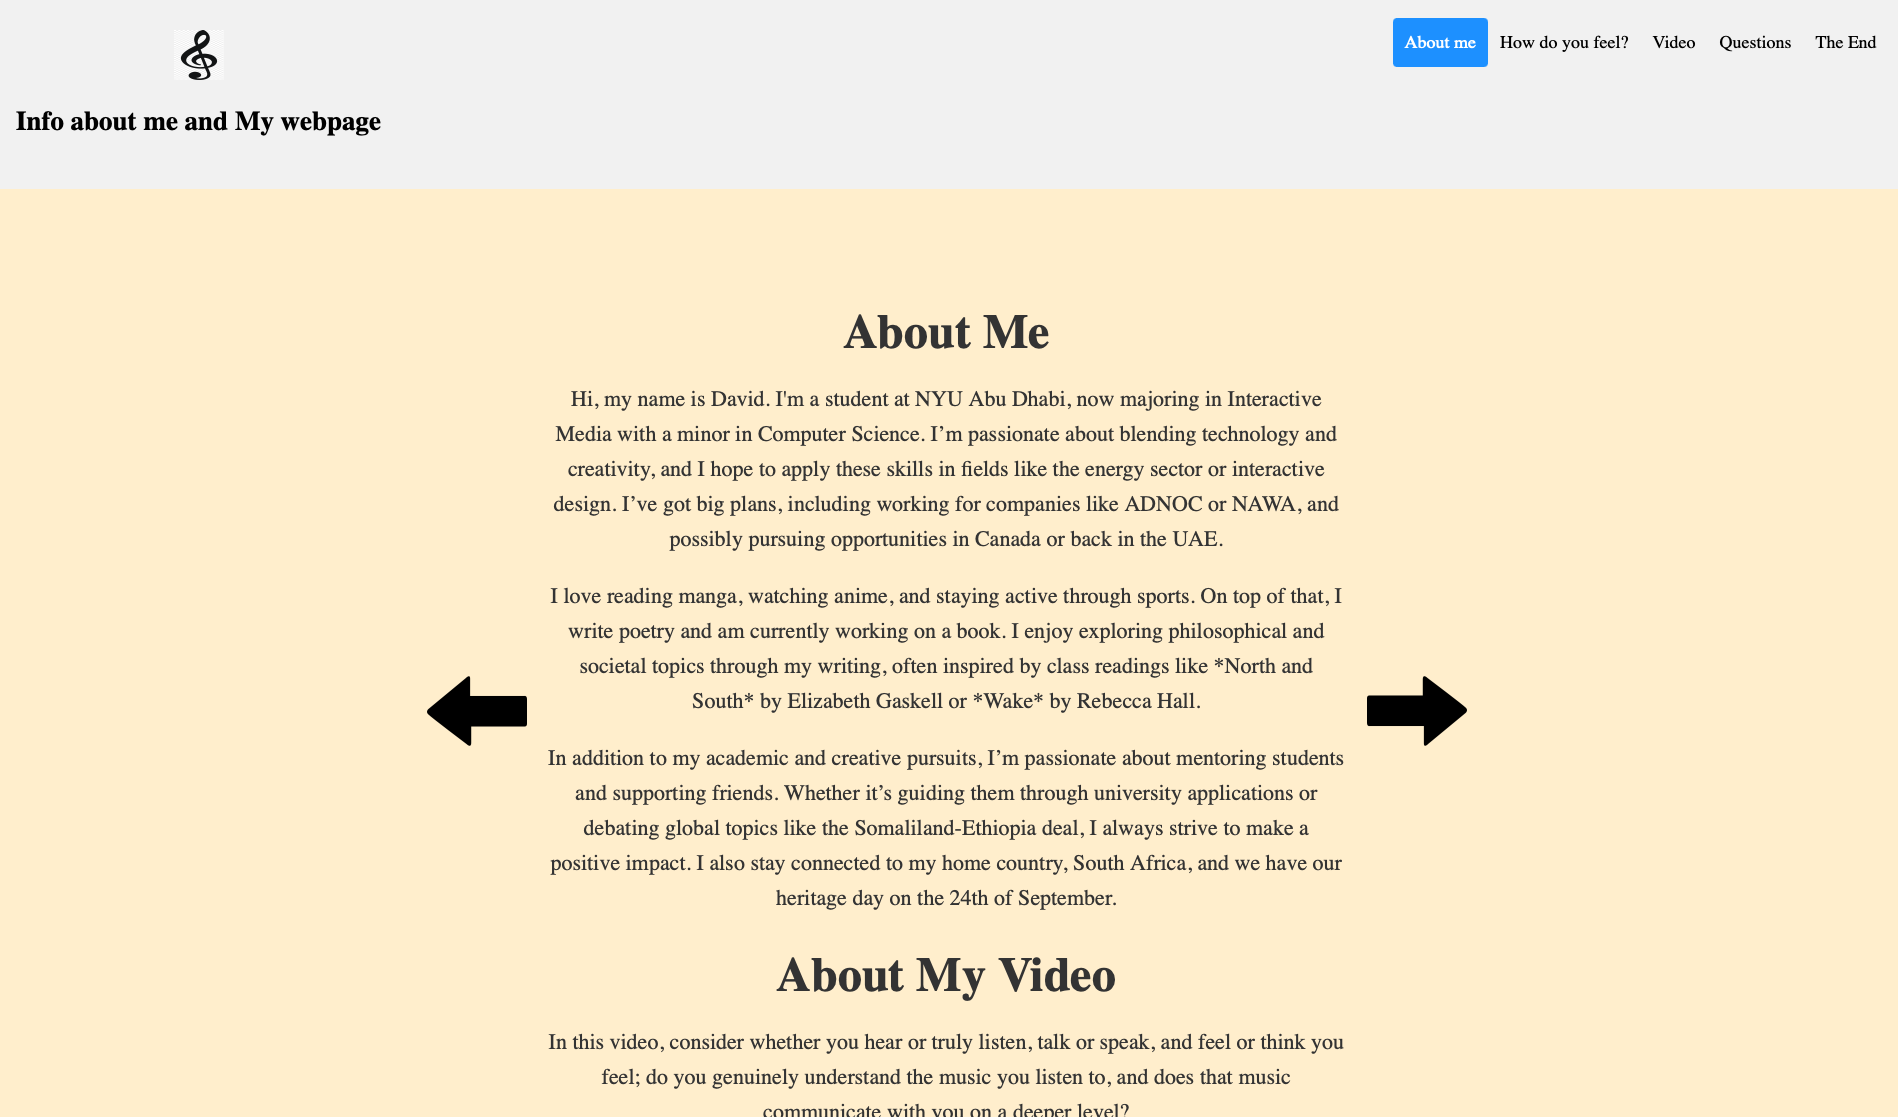 About me
How do you feel?
Video
Questions
The End
Info about me and My webpage
About Me
Hi, my name is David. I'm a student at NYU Abu Dhabi, now majoring in Interactive
Media with a minor in Computer Science. I’m passionate about blending technology and
creativity, and I hope to apply these skills in fields like the energy sector or interactive
design. I’ve got big plans, including working for companies like ADNOC or NAWA, and
possibly pursuing opportunities in Canada or back in the UAE.
I love reading manga, watching anime, and staying active through sports. On top of that, I
write poetry and am currently working on a book. I enjoy exploring philosophical and
societal topics through my writing, often inspired by class readings like *North and
South* by Elizabeth Gaskell or *Wake* by Rebecca Hall.
In addition to my academic and creative pursuits, I’m passionate about mentoring students
and supporting friends. Whether it’s guiding them through university applications or
debating global topics like the Somaliland-Ethiopia deal, I always strive to make a
positive impact. I also stay connected to my home country, South Africa, and we have our
heritage day on the 24th of September.
About My Video
In this video, consider whether you hear or truly listen, talk or speak, and feel or think you
feel; do you genuinely understand the music you listen to, and does that music
communicate with you on a deeper level?